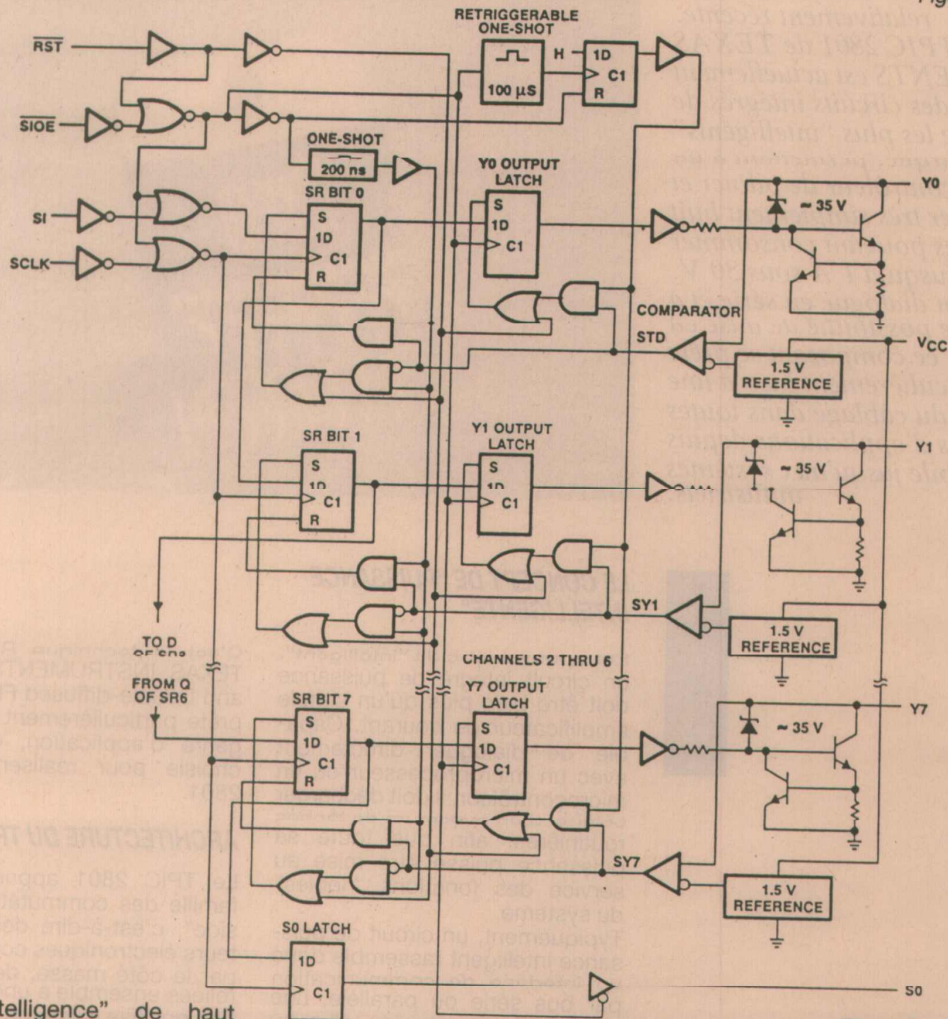 Fig
RETRIGGERABLE
ONE-SHOT
RST
H
1D
C1
R
100 µS
SIOE
ONE-SHOT
200 ns
SR BIT 0
Y0 OUTPUT
LATCH
Y0
~ 35 V
SI
S
1D
C1
R
S
1D
C1
SCLK
COMPARATOR
STD
VCC
1.5 V
REFERENCE
SR BIT 1
Y1 OUTPUT
LATCH
Y1
~ 35 V
S
1D
C1
R
S
1D
C1
SY1
1.5 V
REFERENCE
TO D
FROM Q
OF SR6
CHANNELS 2 THRU 6
SR BIT 7
Y7 OUTPUT
LATCH
Y7
~ 35 V
S
1D
C1
R
S
1D
C1
SY7
1.5 V
REFERENCE
S0 LATCH
1D
C1
S0
telligence" de haut